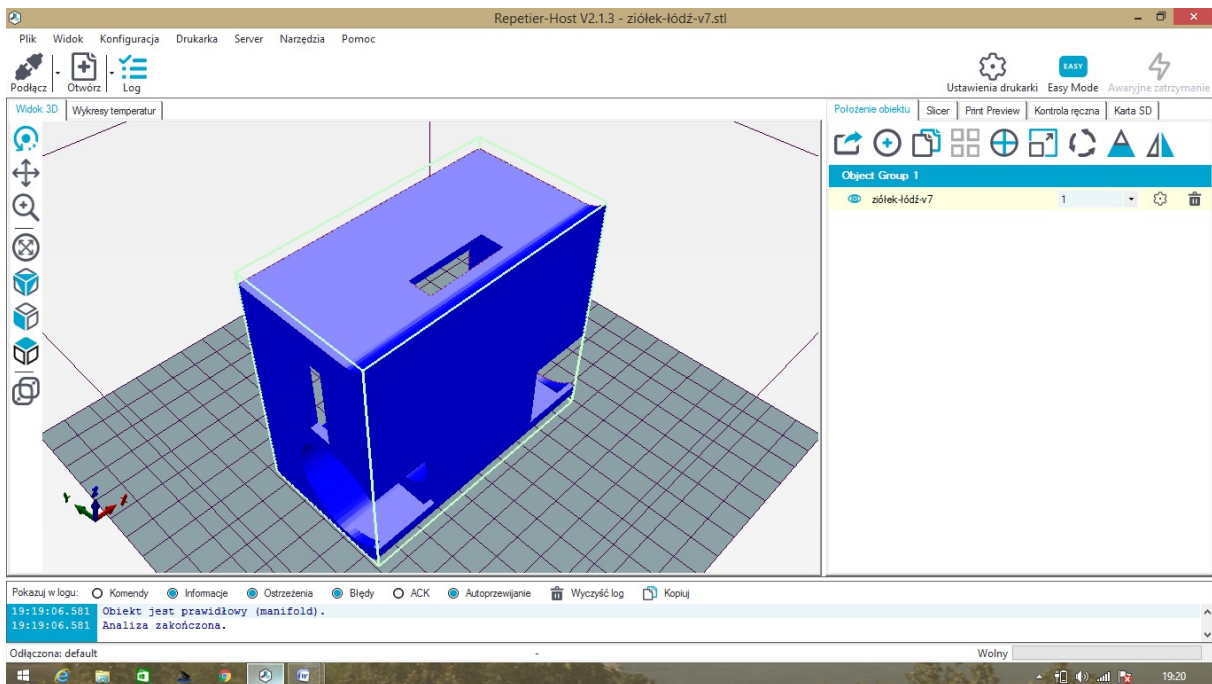 Repetier-Host V2.1.3 - ziółek-łódź-v7.stl
Plik Widok Konfiguracja Drukarka Server Narzędzia Pomoc
Podłącz Otwórz Log Ustawienia drukarki Easy Mode Awaryjne zatrzymanie
EASY
Widok 3D Wykresy temperatur Położenie obiektu Slicer Print Preview Kontrola ręczna Karta SD
Object Group 1
ziółek-łódź-v7 1
Y Z X
Pokazuj w logu: Komendy Informacje Ostrzeżenia Błędy ACK Autoprzewijanie Wyczyść log Kopiuj
19:19:06.581 Obiekt jest prawidłowy (manifold).
19:19:06.581 Analiza zakończona.
Odłączona: default - Wolny
19:20